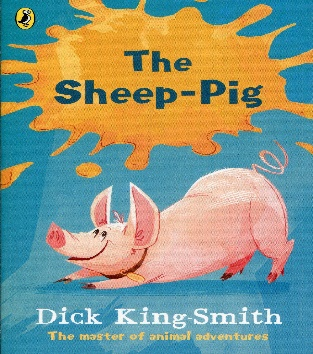 The
Sheep-Pig
Dick King-Smith
The master of animal adventures